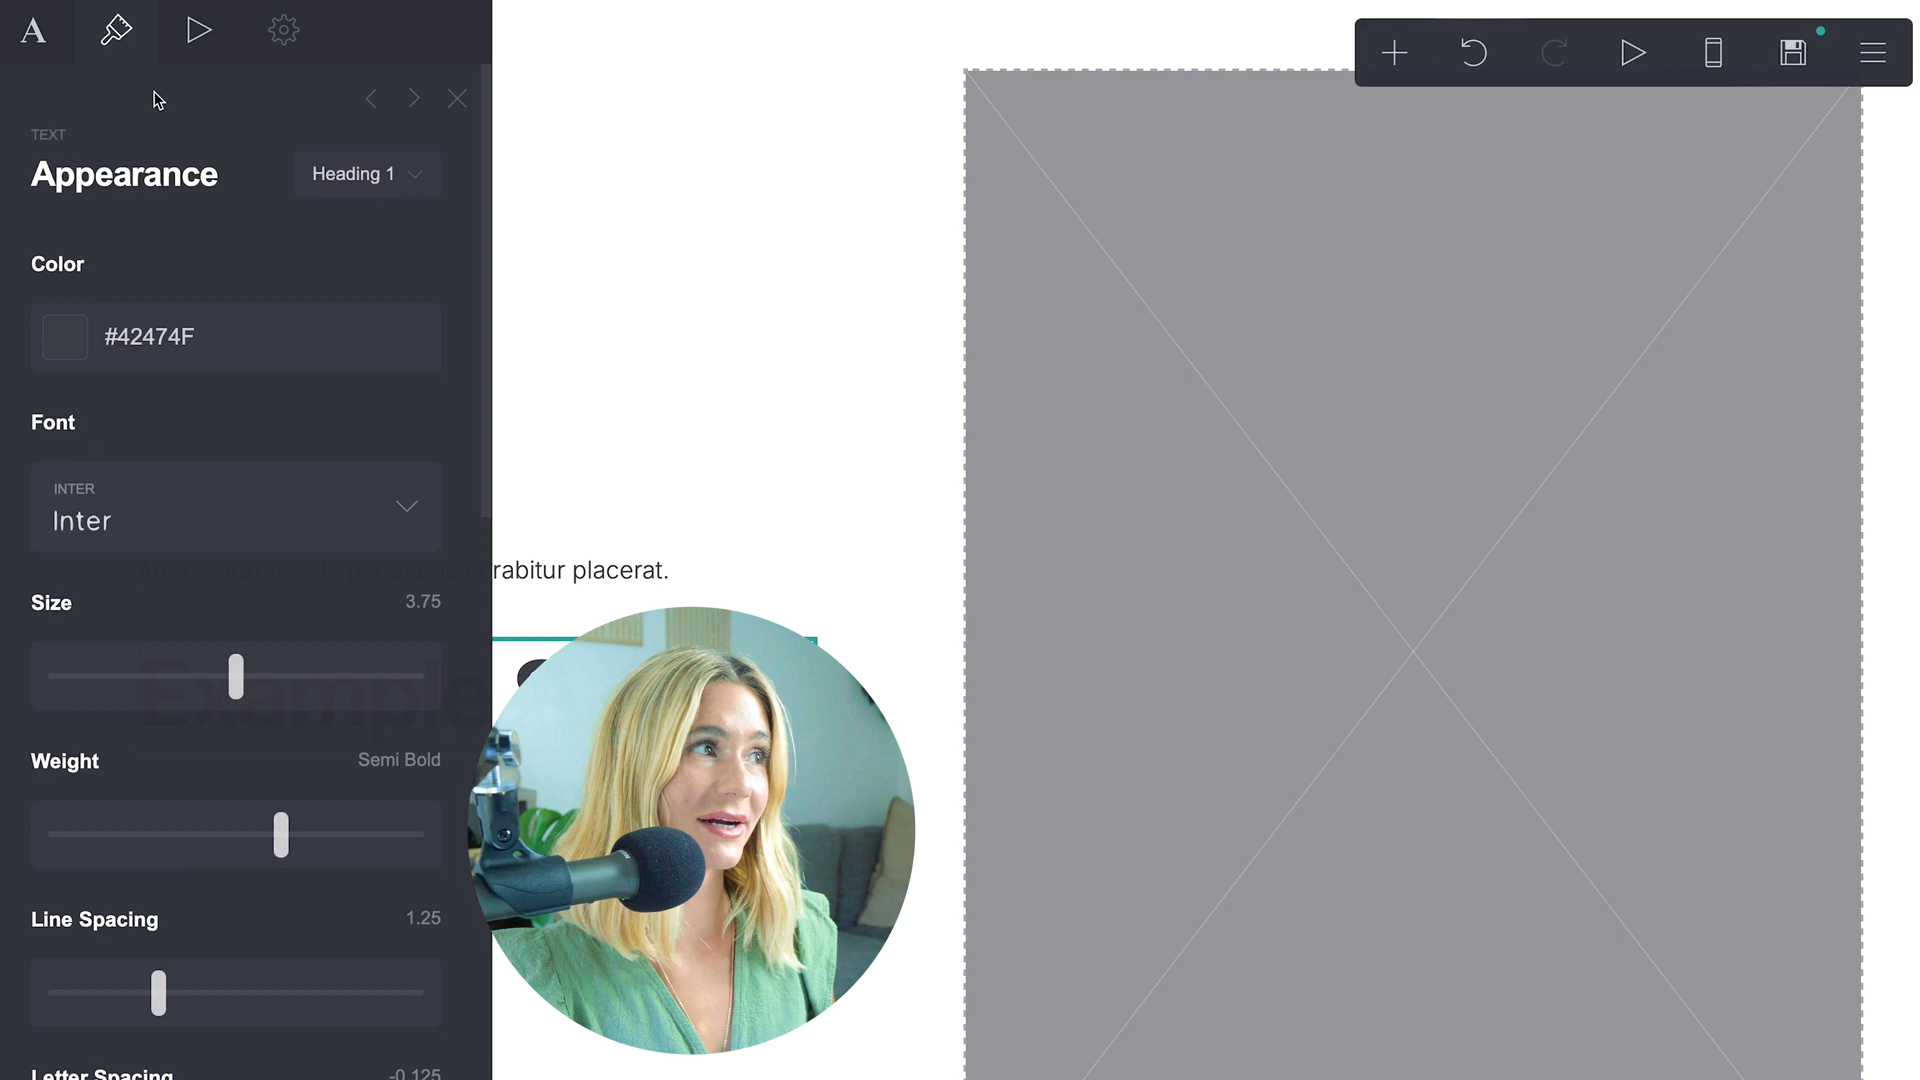 A
TEXT
Appearance
Heading 1
Color
#42474F
Font
INTER
Inter
rabitur placerat.
Size
3.75
Example
Weight
Semi Bold
Line Spacing
1.25
Letter Spacing
-0.125